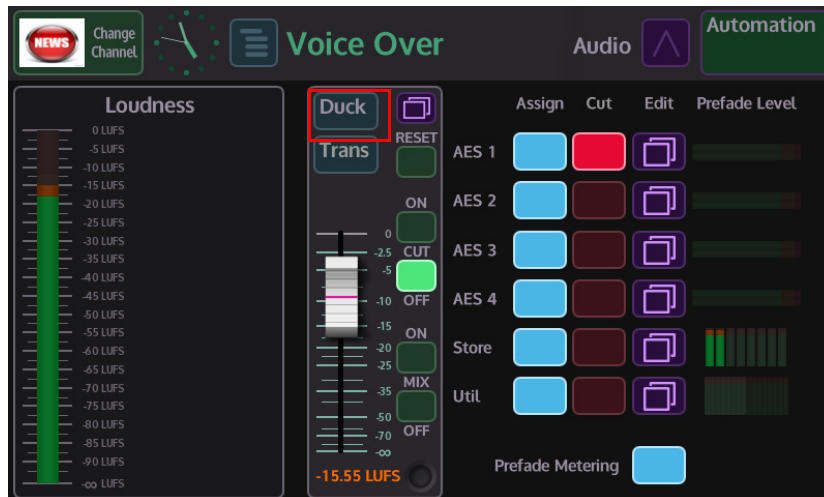 NEWS
Change
Channel
Voice Over
Audio
Automation
Loudness
0 LUFS
-5 LUFS
-10 LUFS
-15 LUFS
-20 LUFS
-25 LUFS
-30 LUFS
-35 LUFS
-40 LUFS
-45 LUFS
-50 LUFS
-55 LUFS
-60 LUFS
-65 LUFS
-70 LUFS
-75 LUFS
-80 LUFS
-85 LUFS
-90 LUFS
-∞ LUFS
Duck
Trans
RESET
ON
CUT
OFF
ON
MIX
OFF
0
-2.5
-5
-10
-15
-20
-25
-35
-50
-70
-∞
-15.55 LUFS
Assign Cut Edit Prefade Level
AES 1
AES 2
AES 3
AES 4
Store
Util
Prefade Metering